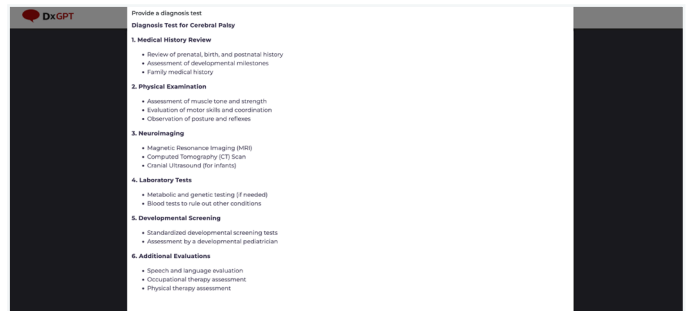 DxGPT
Provide a diagnosis test
Diagnosis Test for Cerebral Palsy
1. Medical History Review
• Review of prenatal, birth, and postnatal history
• Assessment of developmental milestones
• Family medical history
2. Physical Examination
• Assessment of muscle tone and strength
• Evaluation of motor skills and coordination
• Observation of posture and reflexes
3. Neuroimaging
• Magnetic Resonance Imaging (MRI)
• Computed Tomography (CT) Scan
• Cranial Ultrasound (for infants)
4. Laboratory Tests
• Metabolic and genetic testing (if needed)
• Blood tests to rule out other conditions
5. Developmental Screening
• Standardized developmental screening tests
• Assessment by a developmental pediatrician
6. Additional Evaluations
• Speech and language evaluation
• Occupational therapy assessment
• Physical therapy assessment